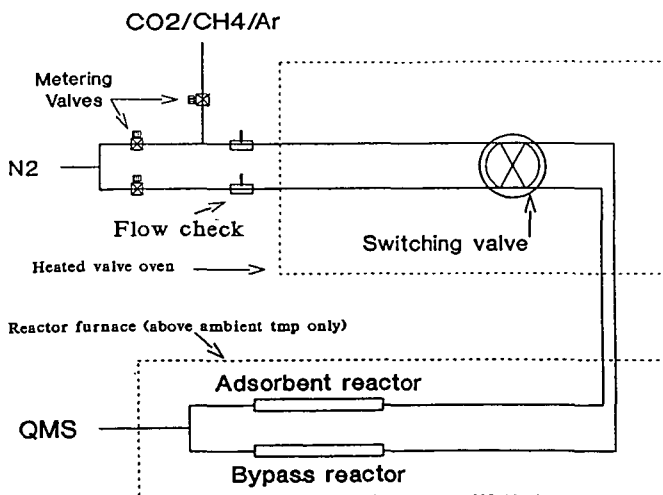 CO2/CH4/Ar
Metering
Valves
N2
Flow check
Switching valve
Heated valve oven
Reactor furnace (above ambient tmp only)
Adsorbent reactor
QMS
Bypass reactor